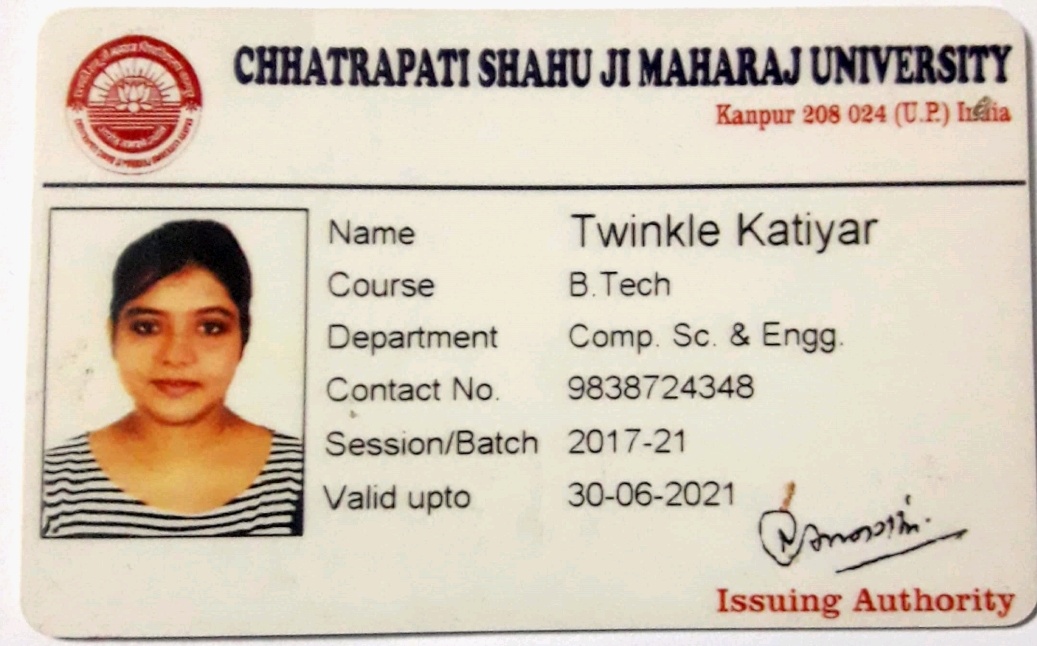 CHHATRAPATI SHAHU JI MAHARAJ UNIVERSITY
Kanpur 208 024 (U.P.) India
Name Twinkle Katiyar
Course B.Tech
Department Comp. Sc. & Engg.
Contact No. 9838724348
Session/Batch 2017-21
Valid upto 30-06-2021
Issuing Authority